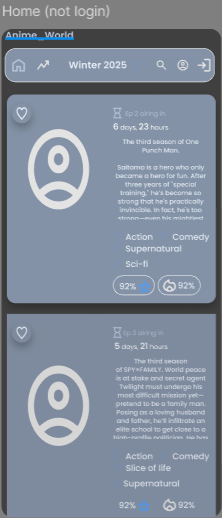 Home (not login)
Anime_World
Winter 2025
Ep 2 airing in
6 days, 23 hours
The third season of One
Punch Man.
Saitama is a hero who only
became a hero for fun. After
three years of "special
training," he's become so
strong that he's practically
invincible. In fact, he's too
strong—even his mightiest
Action Comedy
Supernatural
Sci-fi
92% 92%
Ep 3 airing in
5 days, 21 hours
The third season
of SPY×FAMILY. World peace
is at stake and secret agent
Twilight must undergo his
most difficult mission yet—
pretend to be a family man.
Posing as a loving husband
and father, he'll infiltrate an
elite school to get close to a
high-profile politician. He has
Action Comedy
Slice of life
Supernatural
92% 92%